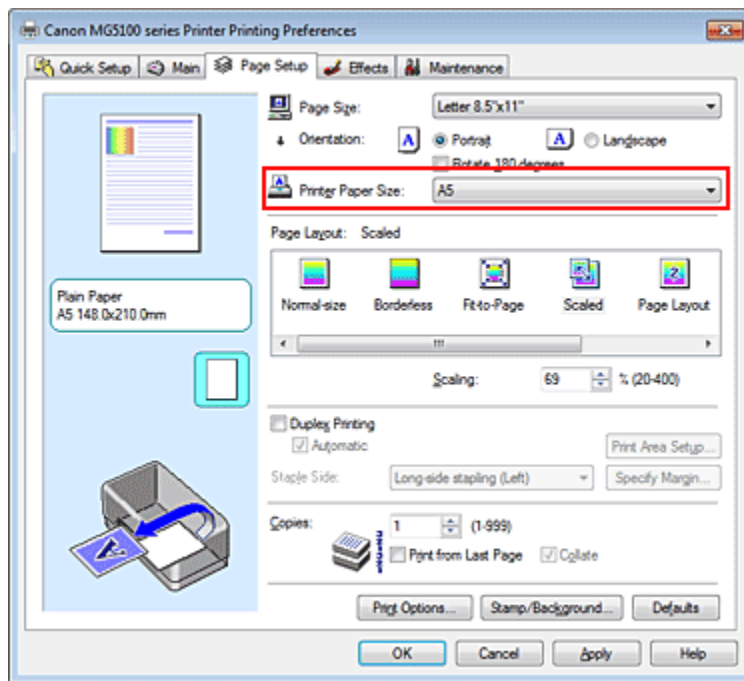 Canon MG5100 series Printer Printing Preferences
Quick Setup Main Page Setup Effects Maintenance
Page Size: Letter 8.5"x11"
Orientation: A Portrait A Landscape
Rotate 180 degrees
Printer Paper Size: A5
Page Layout: Scaled
Normal-size Borderless Fit-to-Page Scaled Page Layout
Plain Paper
A5 148.0x210.0mm
Scaling: 69 % (20-400)
Duplex Printing
Automatic Print Area Setup...
Staple Side: Long-side stapling (Left) Specify Margin...
Copies: 1 (1-999)
Print from Last Page Collate
Print Options... Stamp/Background... Defaults
OK Cancel Apply Help